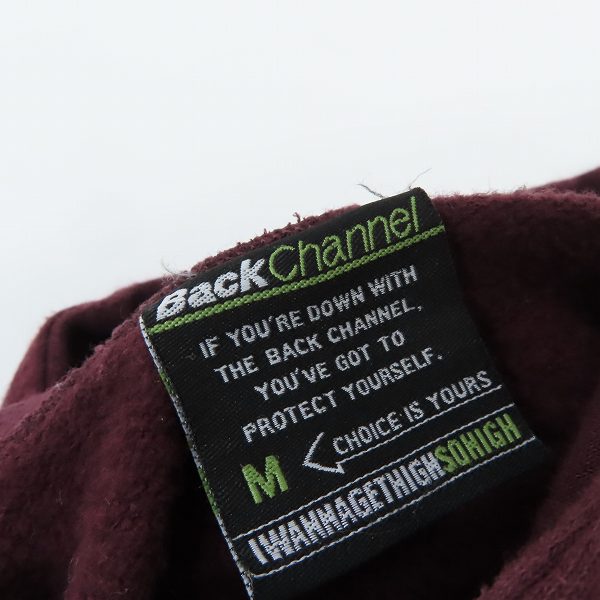 BackChannel
IF YOU'RE DOWN WITH
THE BACK CHANNEL,
YOU'VE GOT TO
PROTECT YOURSELF.
M CHOICE IS YOURS
IWANNAGETHIGHSOHIGH